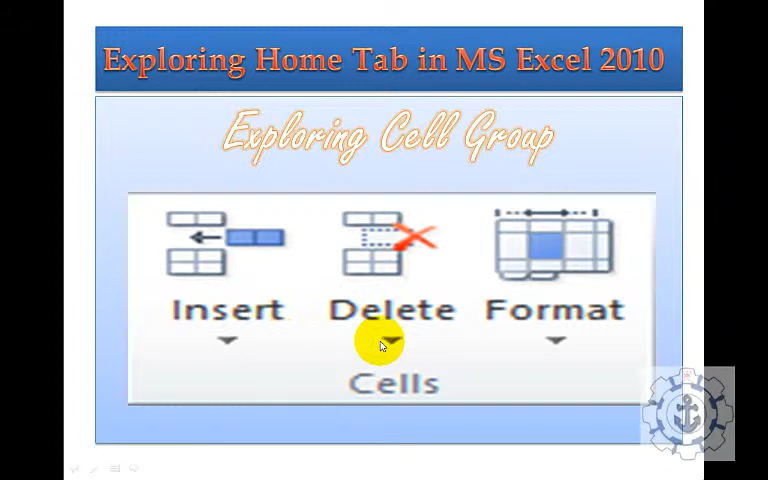 Exploring Home Tab in MS Excel 2010
Exploring Cell Group
Insert Delete Format
Cells